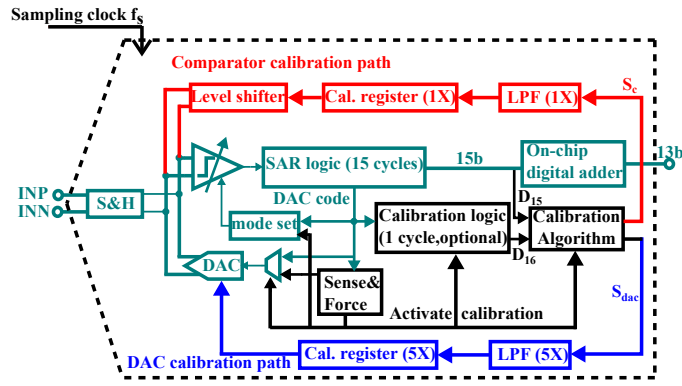 Sampling clock fs
Comparator calibration path
Level shifter
Cal. register (1X)
LPF (1X)
Sc
SAR logic (15 cycles)
15b
On-chip
digital adder
13b
INP
INN
S&H
DAC code
D15
mode set
Calibration logic
(1 cycle,optional)
D16
Calibration
Algorithm
DAC
Sense&
Force
Activate calibration
Sdac
DAC calibration path
Cal. register (5X)
LPF (5X)